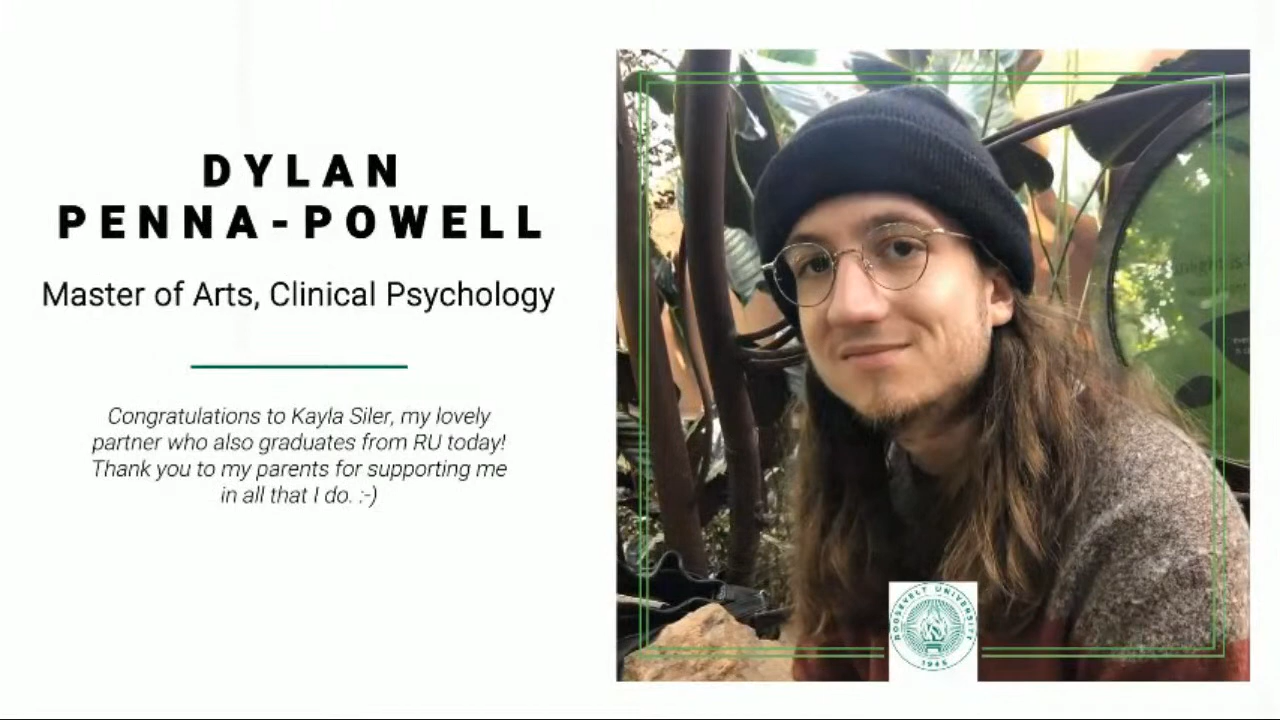 DYLAN
PENNA-POWELL
Master of Arts, Clinical Psychology
Congratulations to Kayla Siler, my lovely
partner who also graduates from RU today!
Thank you to my parents for supporting me
in all that I do. :-)
ROOSEVELT UNIVERSITY
1945